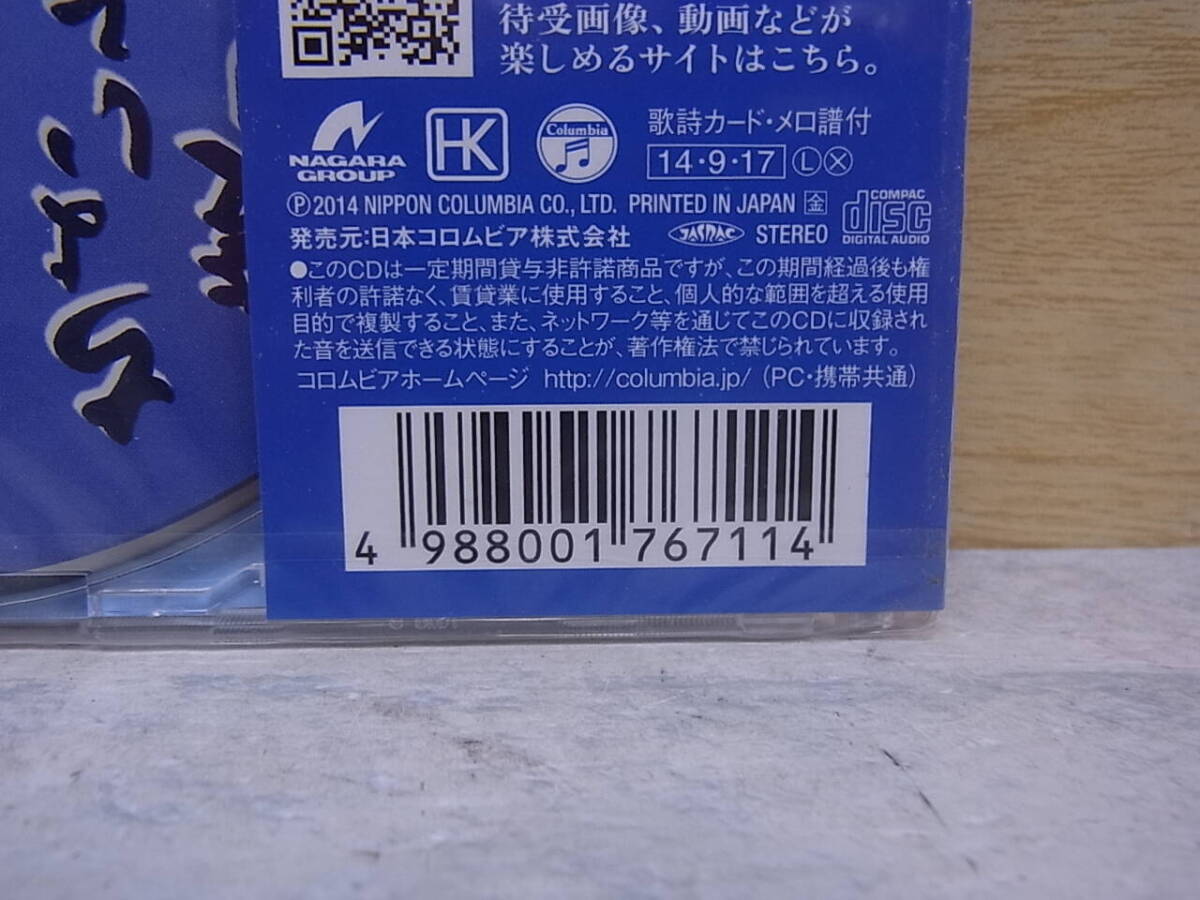 待受画像、動画などが
楽しめるサイトはこちら。
NAGARA
GROUP
HK
Columbia
歌詩カード・メロ譜付
14・9・17 Ⓛ Ⓧ
Ⓟ2014 NIPPON COLUMBIA CO., LTD. PRINTED IN JAPAN 金
COMPACT
disc
DIGITAL AUDIO
発売元:日本コロムビア株式会社
JASRAC STEREO
●このCDは一定期間貸与非許諾商品ですが、この期間経過後も権
利者の許諾なく、賃貸業に使用すること、個人的な範囲を超える使用
目的で複製すること、また、ネットワーク等を通じてこのCDに収録され
た音を送信できる状態にすることが、著作権法で禁じられています。
コロムビアホームページ http://columbia.jp/ (PC・携帯共通)
4 988001 767114